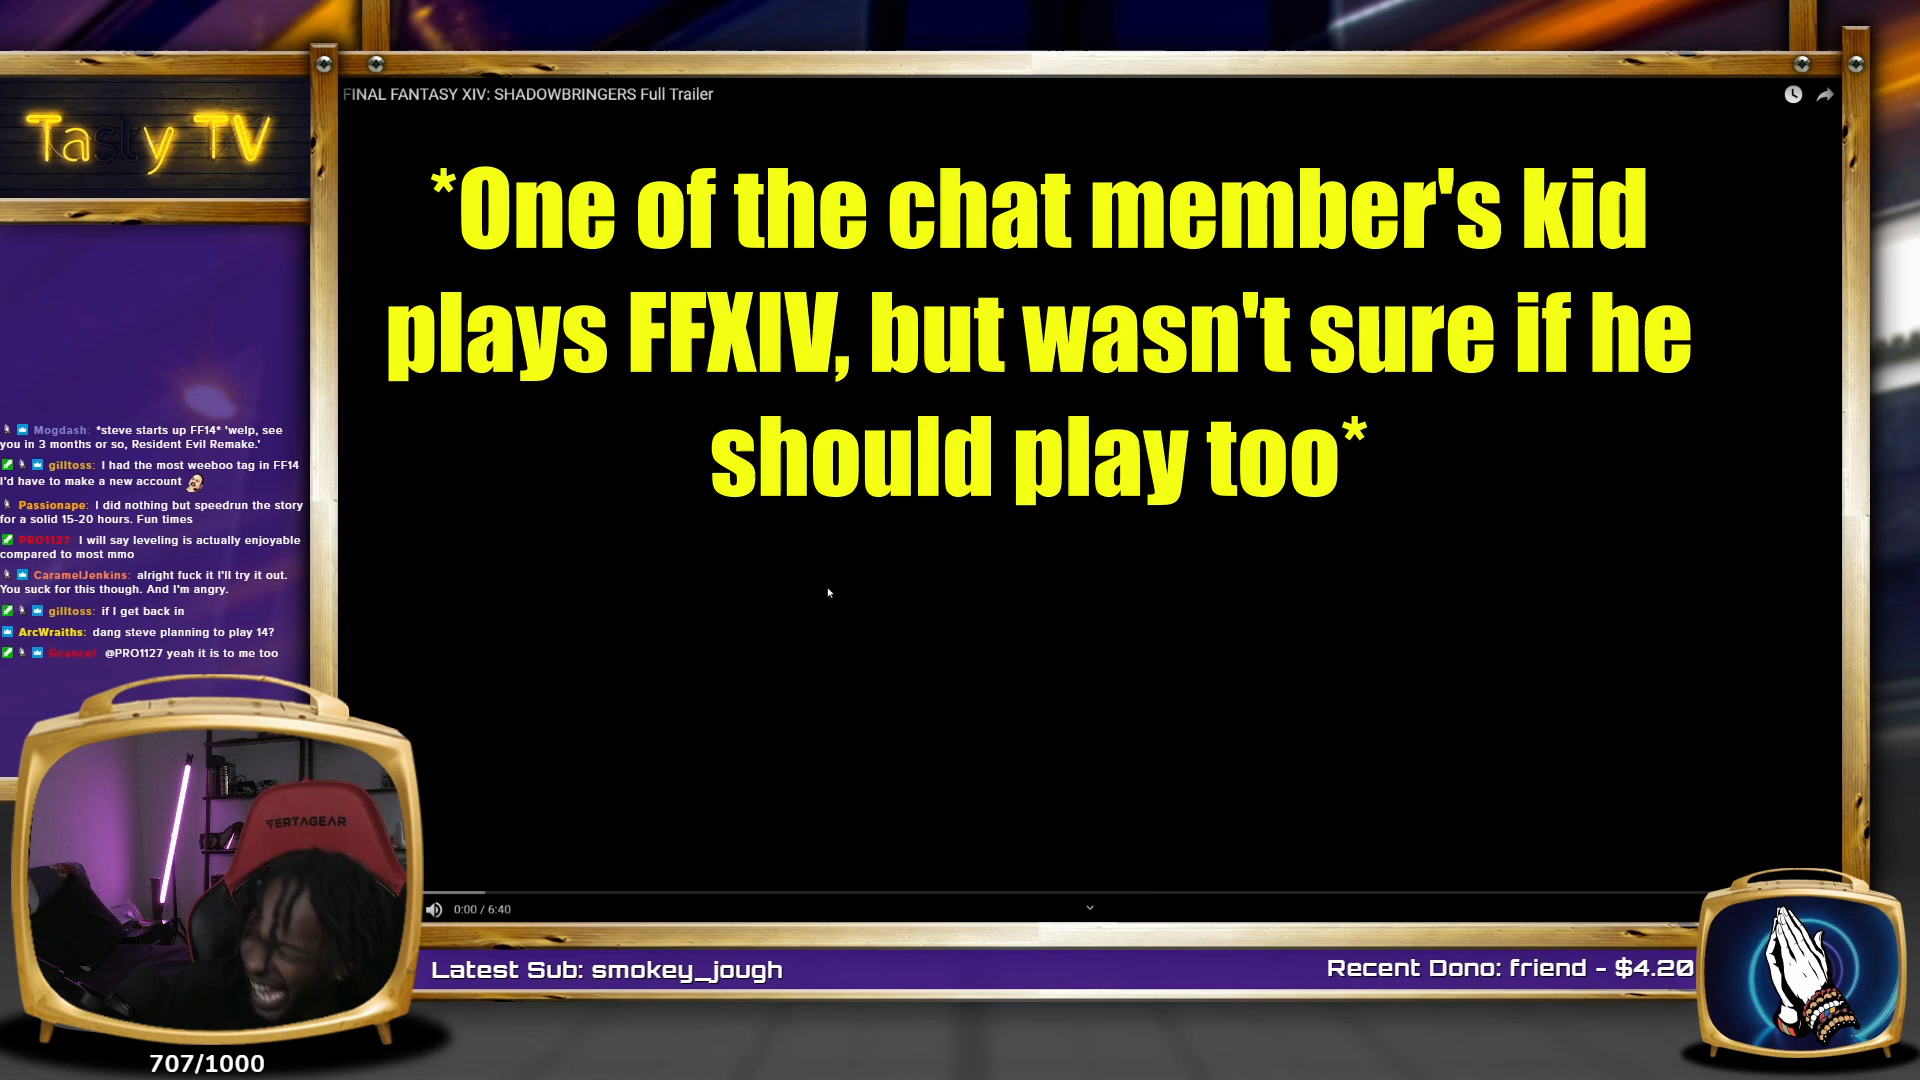 Tasty TV
FINAL FANTASY XIV: SHADOWBRINGERS Full Trailer
*One of the chat member's kid
plays FFXIV, but wasn't sure if he
should play too*
Mogdash: *steve starts up FF14* 'welp, see
you in 3 months or so, Resident Evil Remake.'
gilltoss: I had the most weeboo tag in FF14
I'd have to make a new account
Passionape: I did nothing but speedrun the story
for a solid 15-20 hours. Fun times
PRO1127 I will say leveling is actually enjoyable
compared to most mmo
CaramelJenkins: alright fuck it I'll try it out.
You suck for this though. And I'm angry.
gilltoss: if I get back in
ArcWraiths: dang steve planning to play 14?
Gcancel @PRO1127 yeah it is to me too
VERTAGEAR
0:00 / 6:40
Latest Sub: smokey_jough
Recent Dono: friend - $4.20
707/1000